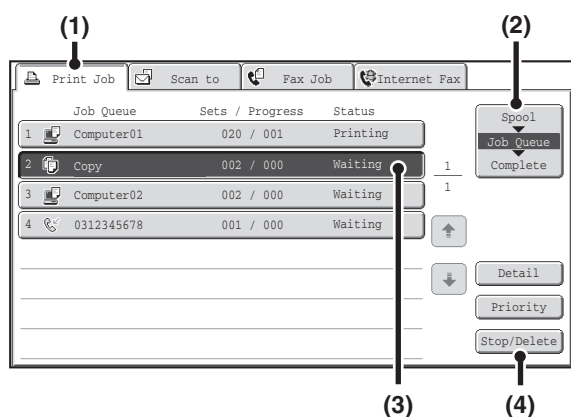 (1) (2)
Print Job Scan to Fax Job Internet Fax
Job Queue Sets / Progress Status
1 Computer01 020 / 001 Printing
2 Copy 002 / 000 Waiting
3 Computer02 002 / 000 Waiting
4 0312345678 001 / 000 Waiting
1
1
Spool
Job Queue
Complete
Detail
Priority
Stop/Delete
(3) (4)